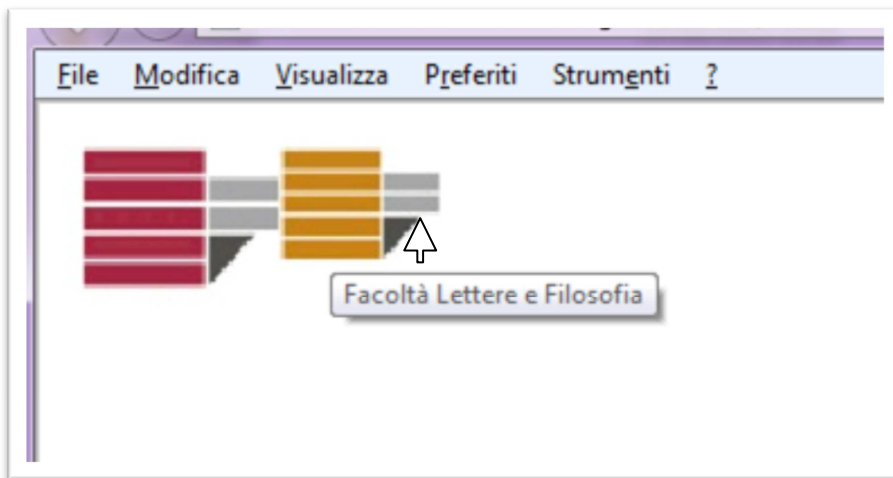 File Modifica Visualizza Preferiti Strumenti ?
Facoltà Lettere e Filosofia